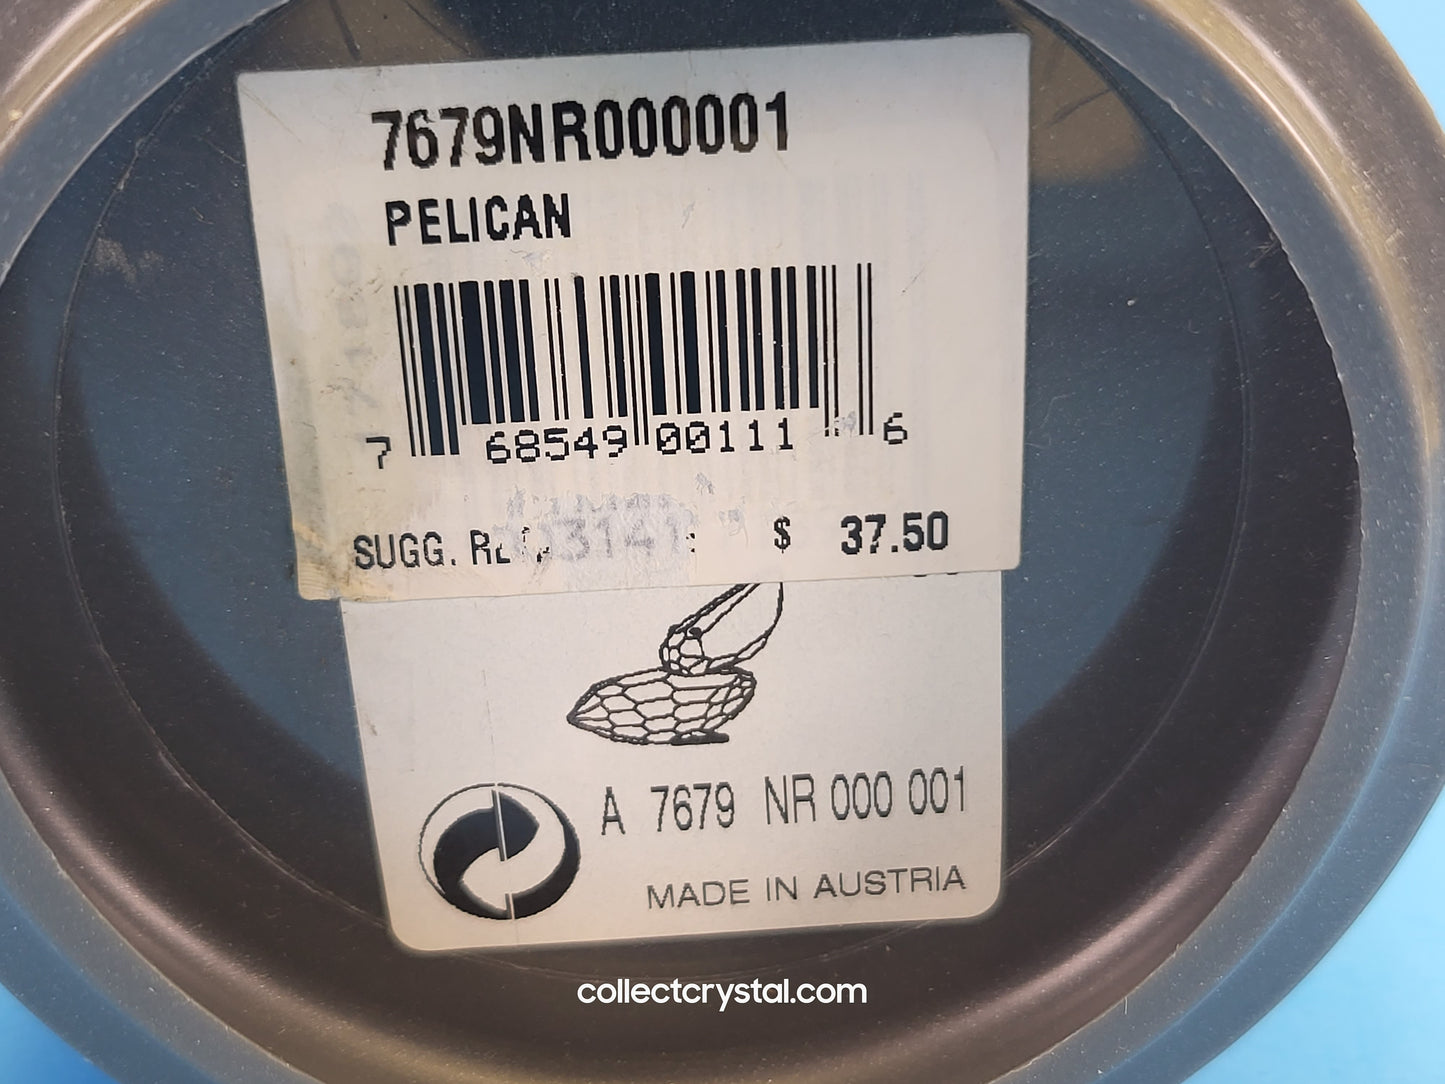 7679NR000001
PELICAN
7 68549 00111 6
SUGG. $ 37.50
A 7679 NR 000 001
MADE IN AUSTRIA
collectcrystal.com